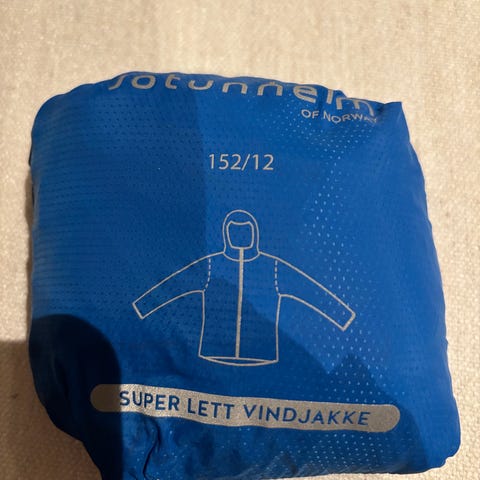 Jotunheim
OF NORWAY
152/12
SUPER LETT VINDJAKKE